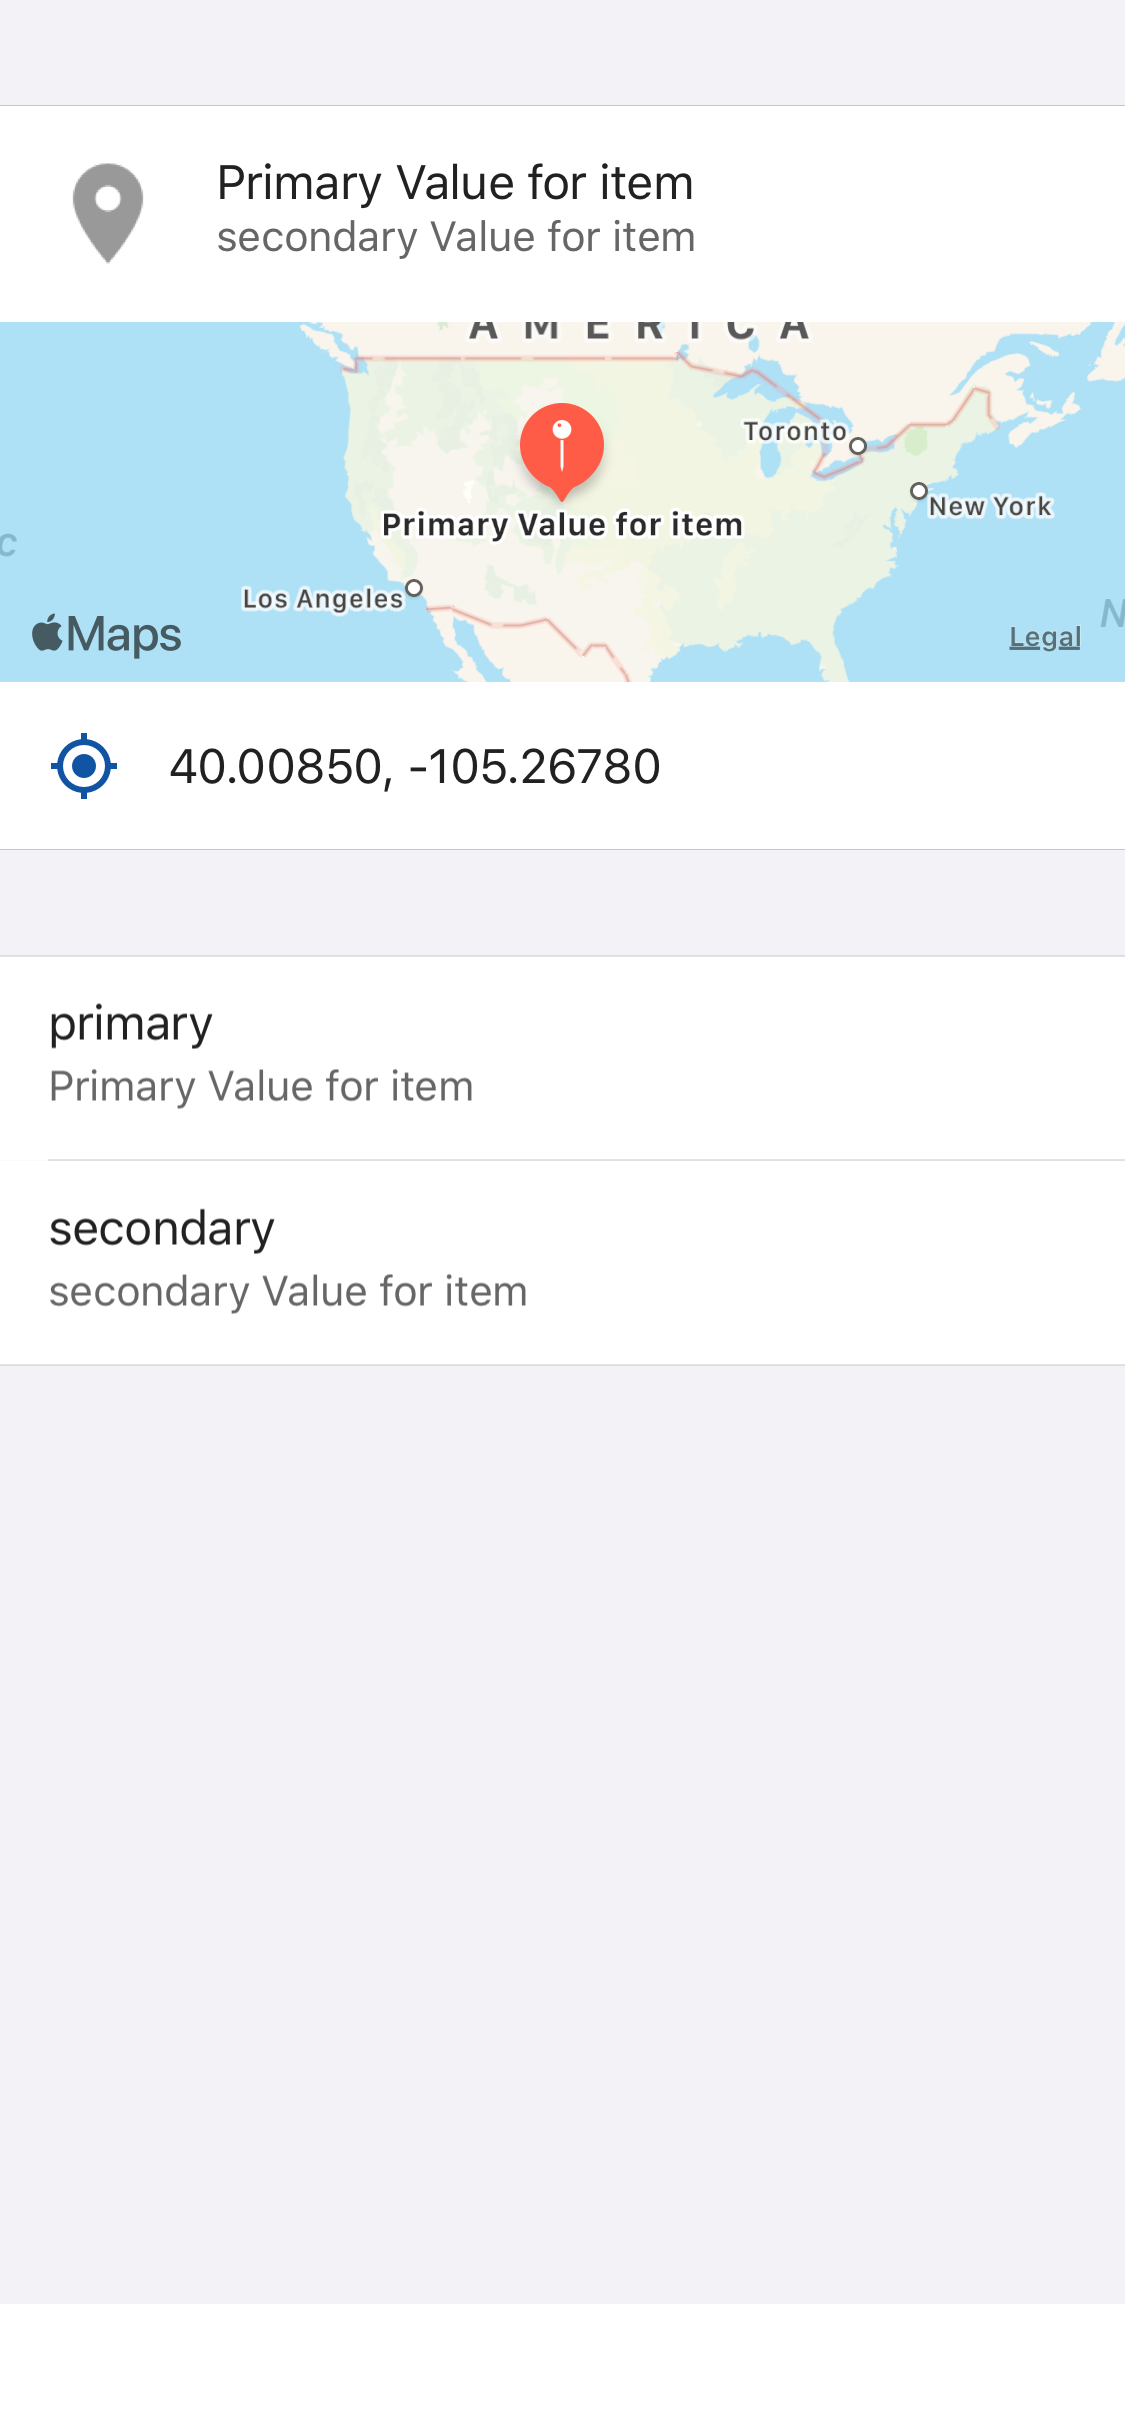 Primary Value for item
secondary Value for item
AMERICA
Toronto
New York
Primary Value for item
Los Angeles
Maps
Legal
40.00850, -105.26780
primary
Primary Value for item
secondary
secondary Value for item